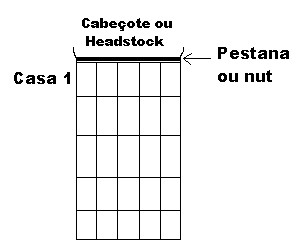 Cabeçote ou
Headstock
Pestana
ou nut
Casa 1